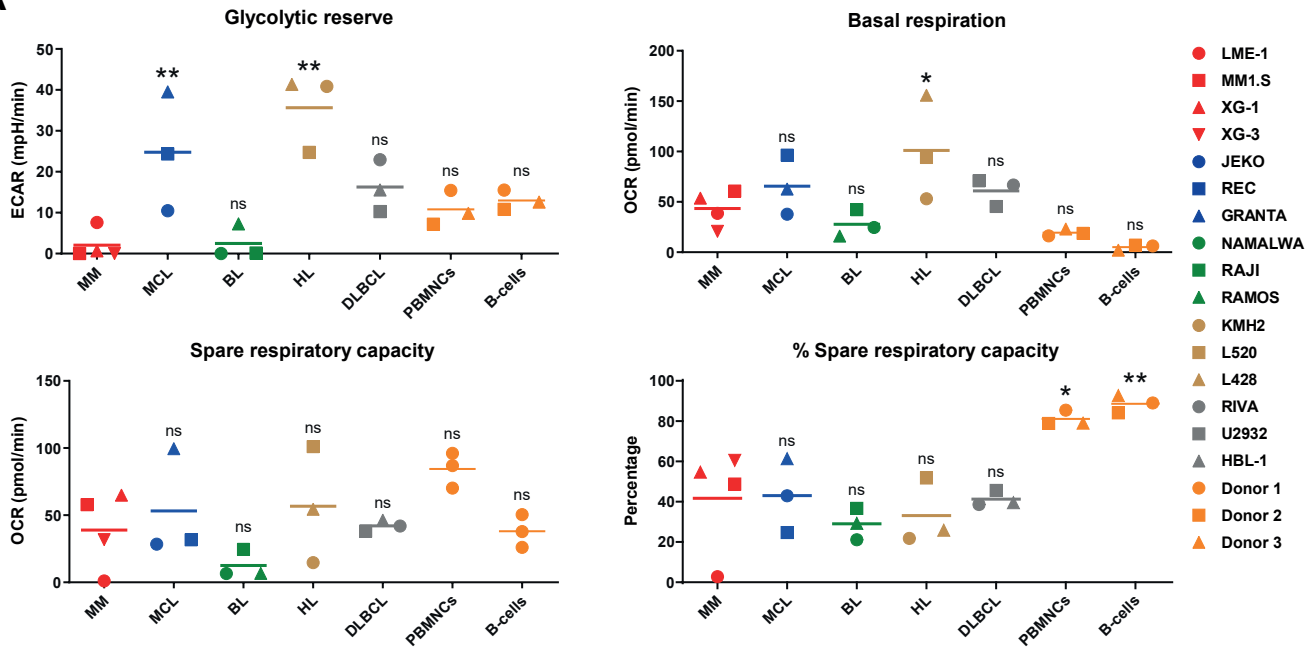 Glycolytic reserve
ECAR (mpH/min)
50
40
30
20
10
0
**
ns
**
ns
ns
ns
MM
MCL
BL
HL
DLBCL
PBMNCs
B-cells
Basal respiration
OCR (pmol/min)
200
150
100
50
0
ns
ns
*
ns
ns
ns
MM
MCL
BL
HL
DLBCL
PBMNCs
B-cells
LME-1
MM1.S
XG-1
XG-3
JEKO
REC
GRANTA
NAMALWA
RAJI
RAMOS
KMH2
L520
L428
RIVA
U2932
HBL-1
Donor 1
Donor 2
Donor 3
Spare respiratory capacity
OCR (pmol/min)
150
100
50
0
ns
ns
ns
ns
ns
ns
MM
MCL
BL
HL
DLBCL
PBMNCs
B-cells
% Spare respiratory capacity
Percentage
100
80
60
40
20
0
ns
ns
ns
ns
*
**
MM
MCL
BL
HL
DLBCL
PBMNCs
B-cells